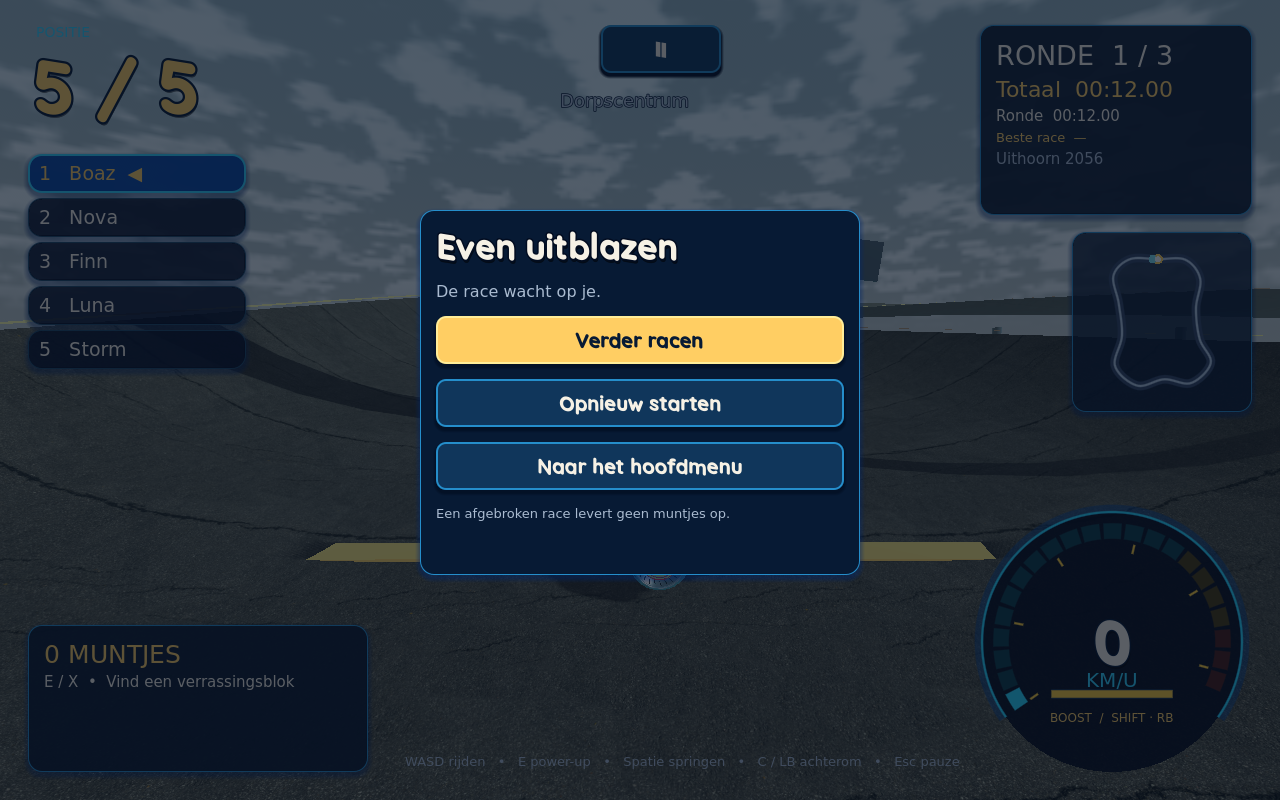 5 / 5
1 Boaz ◀
2 Nova
3 Finn
4 Luna
5 Storm
Dorpscentrum
RONDE 1 / 3
Totaal 00:12.00
Ronde 00:12.00
Beste race —
Uithoorn 2056
Even uitblazen
De race wacht op je.
Verder racen
Opnieuw starten
Naar het hoofdmenu
Een afgebroken race levert geen muntjes op.
0 MUNTJES
E / X • Vind een verrassingsblok
0
KM/U
BOOST / SHIFT · RB
WASD rijden • E power-up • Spatie springen • C / LB achterom • Esc pauze